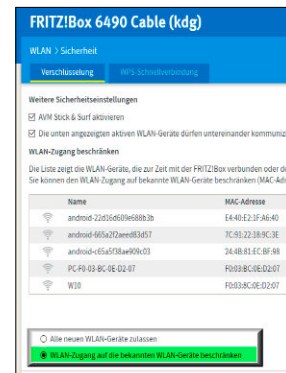 FRITZ!Box 6490 Cable (kdg)
WLAN > Sicherheit
Verschlüsselung WPS-Schnellverbindung
Weitere Sicherheitseinstellungen
AVM Stick & Surf aktivieren
Die unten angezeigten aktiven WLAN-Geräte dürfen untereinander kommuniz
WLAN-Zugang beschränken
Die Liste zeigt die WLAN-Geräte, die zur Zeit mit der FRITZ!Box verbunden oder de
Sie können den WLAN-Zugang auf bekannte WLAN-Geräte beschränken (MAC-Adr
Name MAC-Adresse
android-22d16d609e688b3b E4:40:E2:1F:A6:40
android-665a2f2aeed83d57 7C:91:22:18:9C:3E
android-c65a5f38ae909c03 24:4B:81:EC:BF:98
PC-F0-03-BC-0E-D2-07 F0:03:BC:0E:D2:07
W10 F0:03:8C:0E:D2:07
Alle neuen WLAN-Geräte zulassen
WLAN-Zugang auf die bekannten WLAN-Geräte beschränken